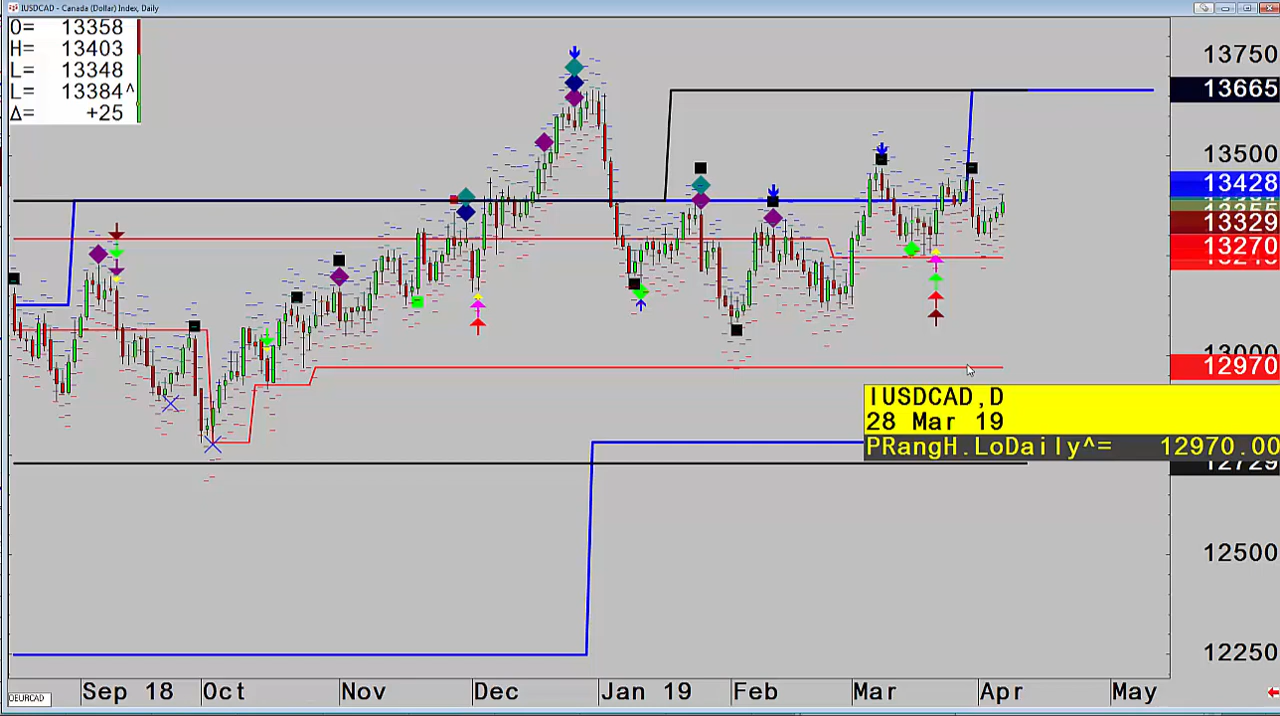 IUSDCAD - Canada (Dollar) Index, Daily
O= 13358
H= 13403
L= 13348
L= 13384^
Δ= +25
13750
13665
13500
13428
13329
13270
13000
12970
12729
12500
12250
IUSDCAD,D
28 Mar 19
PRangH.LoDaily^= 12970.00
Sep 18 Oct Nov Dec Jan 19 Feb Mar Apr May